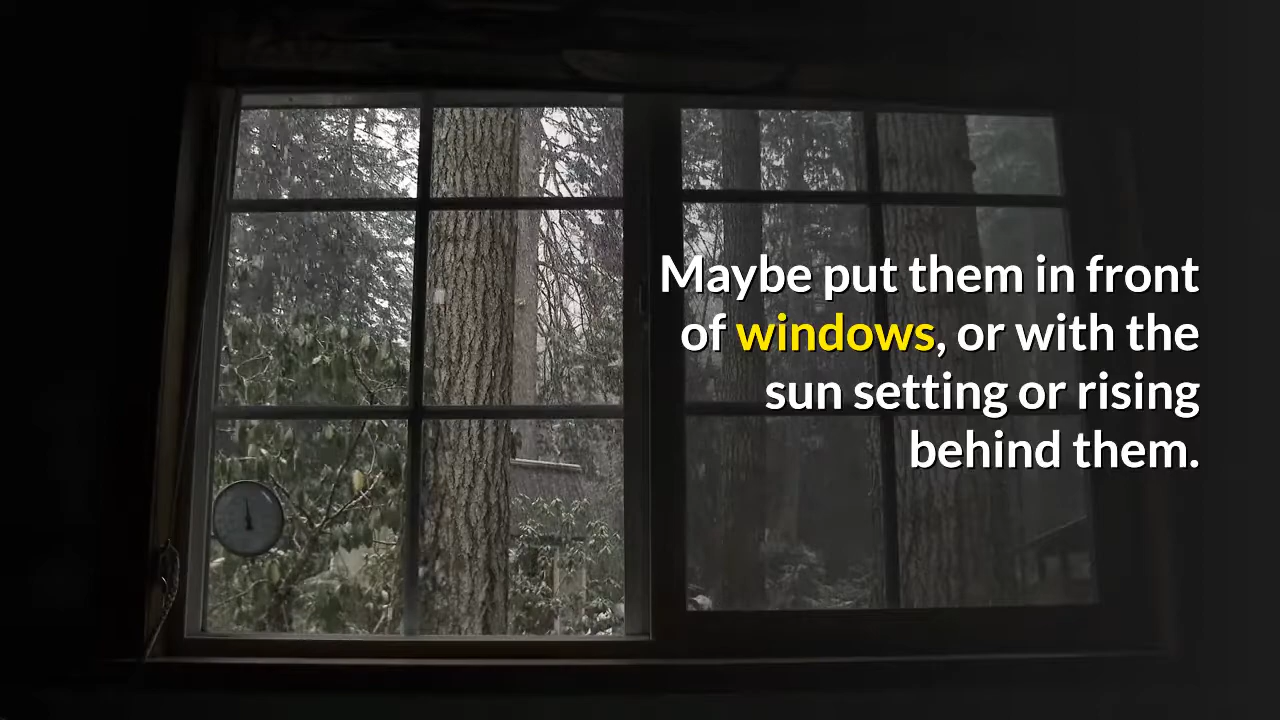 Maybe put them in front
of windows, or with the
sun setting or rising
behind them.